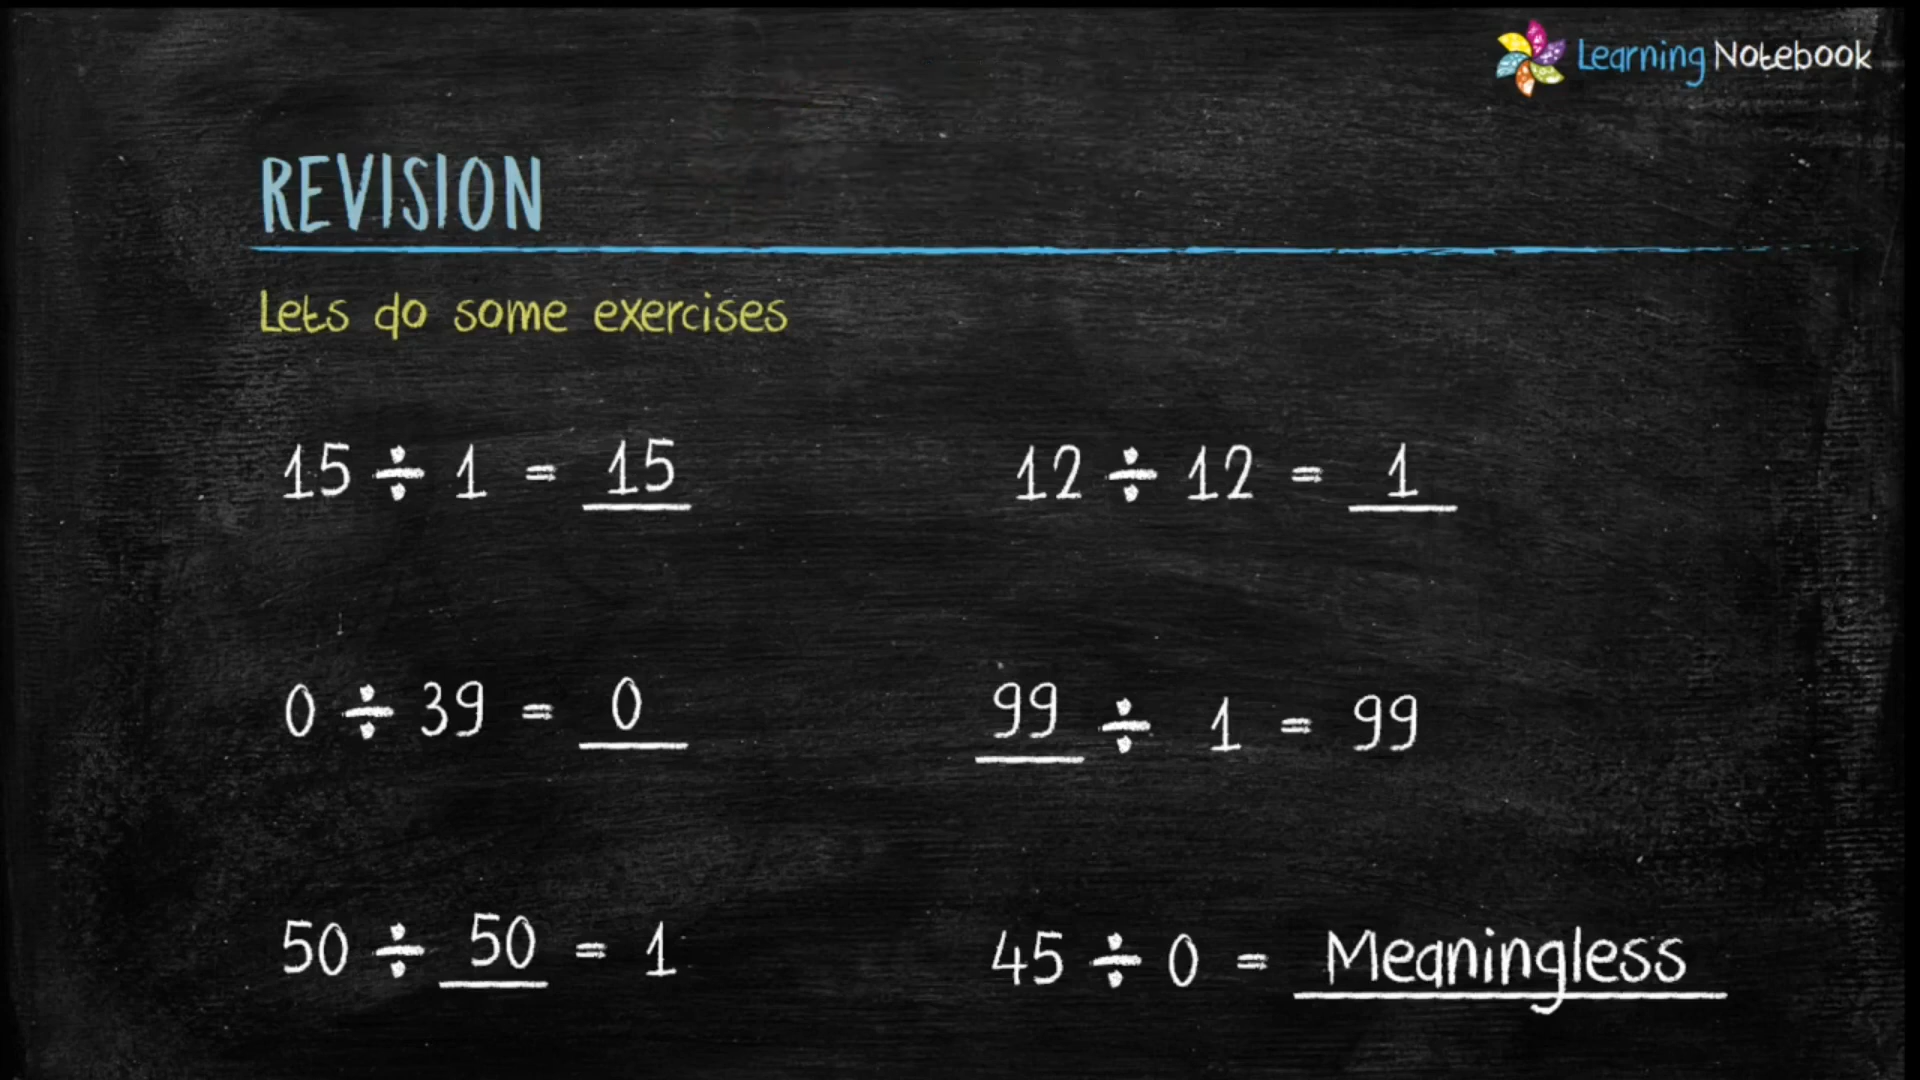 Learning Notebook
REVISION
Lets do some exercises
15 ÷ 1 = 15
12 ÷ 12 = 1
0 ÷ 39 = 0
99 ÷ 1 = 99
50 ÷ 50 = 1
45 ÷ 0 = Meaningless